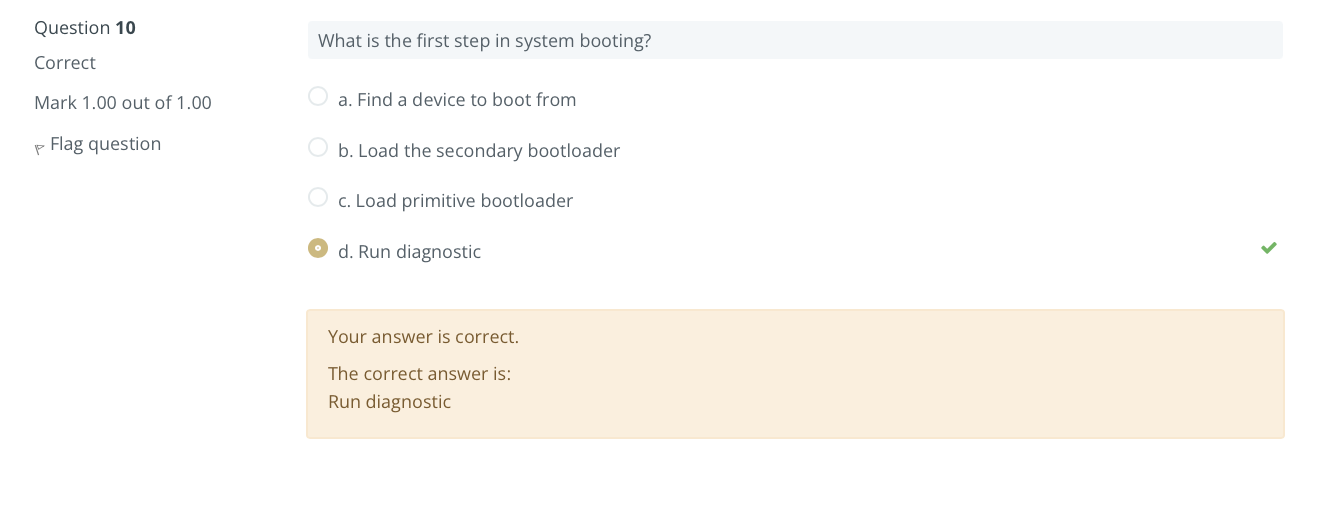 Question 10
Correct
Mark 1.00 out of 1.00
Flag question
What is the first step in system booting?
a. Find a device to boot from
b. Load the secondary bootloader
c. Load primitive bootloader
d. Run diagnostic
Your answer is correct.
The correct answer is:
Run diagnostic